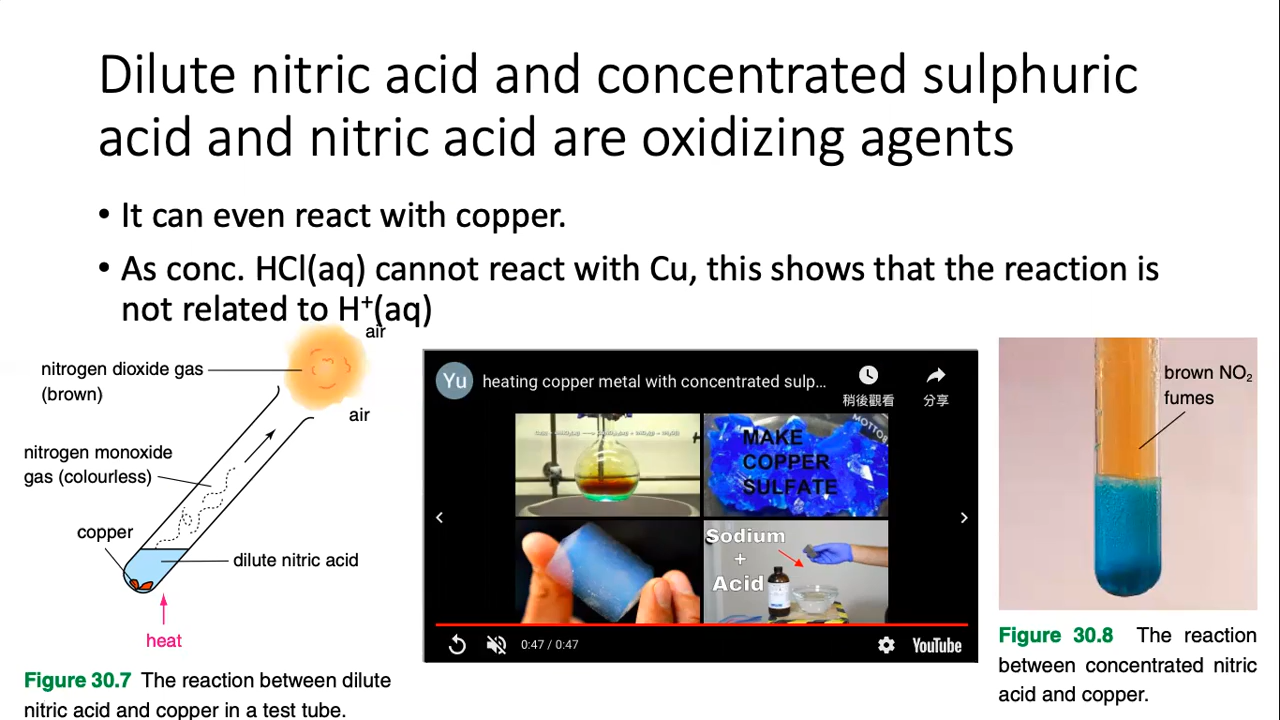 Dilute nitric acid and concentrated sulphuric
acid and nitric acid are oxidizing agents
• It can even react with copper.
• As conc. HCl(aq) cannot react with Cu, this shows that the reaction is
not related to H⁺(aq)
air
nitrogen dioxide gas
(brown)
air
nitrogen monoxide
gas (colourless)
copper
dilute nitric acid
heat
Figure 30.7 The reaction between dilute
nitric acid and copper in a test tube.
Yu
heating copper metal with concentrated sulp...
稍後觀看
分享
MAKE
COPPER
SULFATE
Sodium
+
Acid
0:47 / 0:47
YouTube
brown NO₂
fumes
Figure 30.8 The reaction
between concentrated nitric
acid and copper.